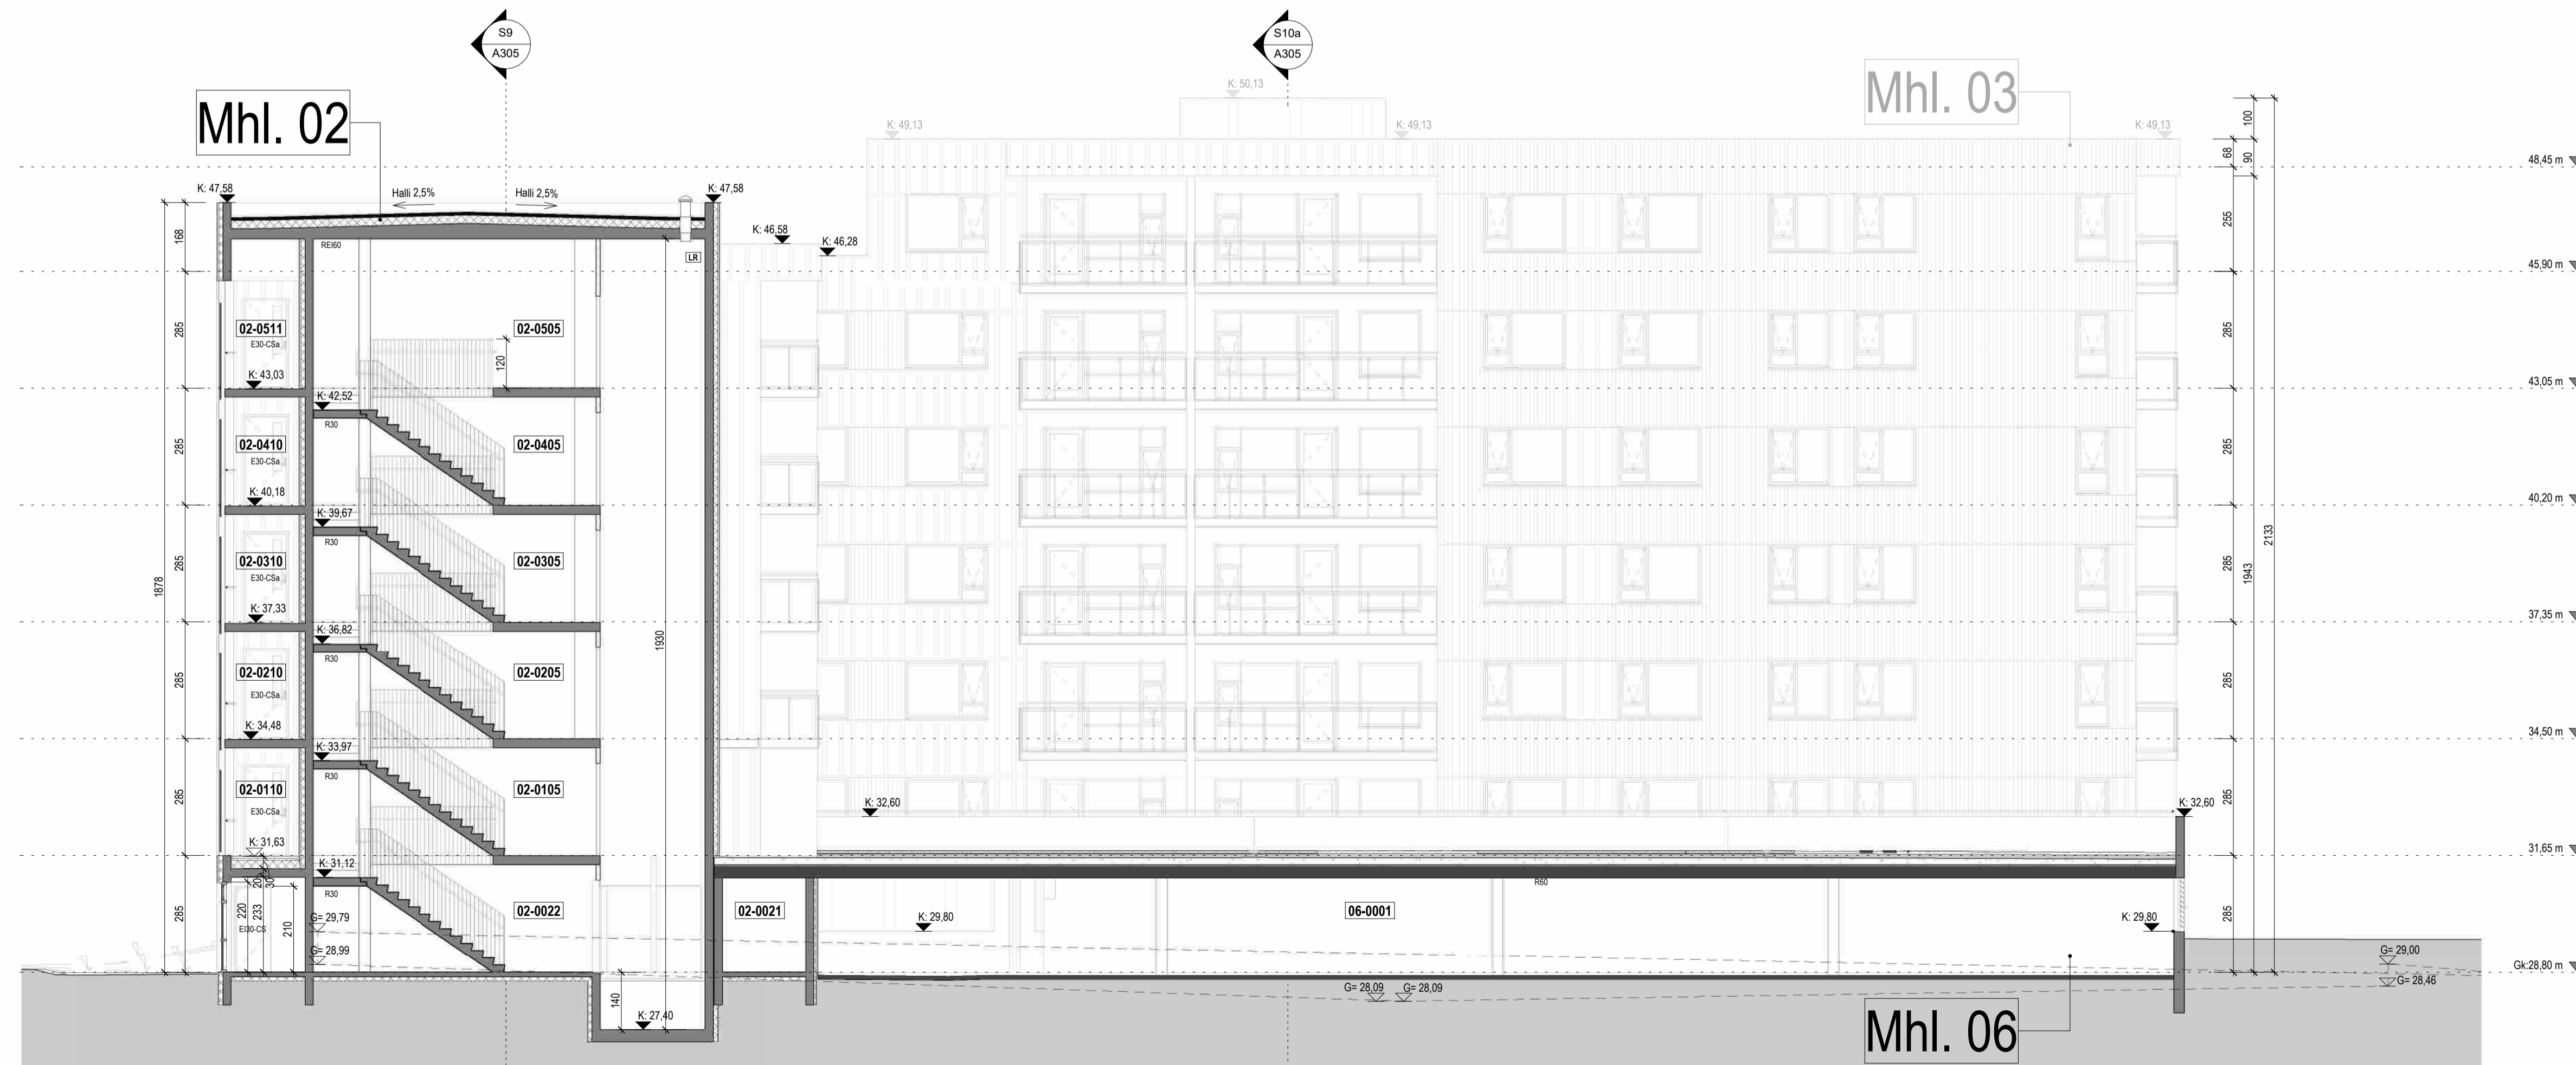 S9
A305
S10a
A305
Mhl. 02
Mhl. 03
K: 50,13
K: 49,13
K: 49,13
K: 49,13
100
68
90
48,45 m
K: 47,58
Halli 2,5%
Halli 2,5%
K: 47,58
168
REI60
LR
K: 46,58
K: 46,28
255
45,90 m
285
02-0511
E30-CSa
02-0505
120
285
K: 43,03
43,05 m
K: 42,52
R30
285
02-0410
E30-CSa
02-0405
285
K: 40,18
40,20 m
K: 39,67
R30
2133
285
02-0310
E30-CSa
02-0305
285
1943
1878
K: 37,33
37,35 m
K: 36,82
R30
1930
285
02-0210
E30-CSa
02-0205
285
K: 34,48
34,50 m
K: 33,97
R30
285
02-0110
E30-CSa
02-0105
285
K: 32,60
K: 32,60
K: 31,63
31,65 m
K: 31,12
20
30
R30
R60
285
220
233
210
EI30-CS
G= 29,79
02-0022
02-0021
K: 29,80
06-0001
K: 29,80
285
G= 28,99
G= 29,00
Gk:28,80 m
G= 28,46
G= 28,09
G= 28,09
140
K: 27,40
Mhl. 06